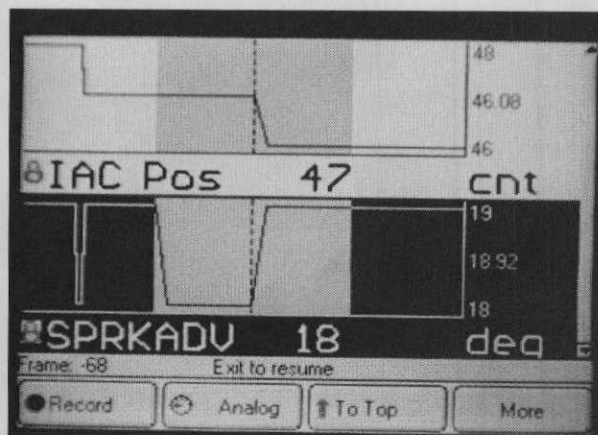 48
46.08
46
IAC Pos 47 cnt
19
18.92
18
SPRKADV 18 deg
Frame: -68 Exit to resume
Record Analog To Top More